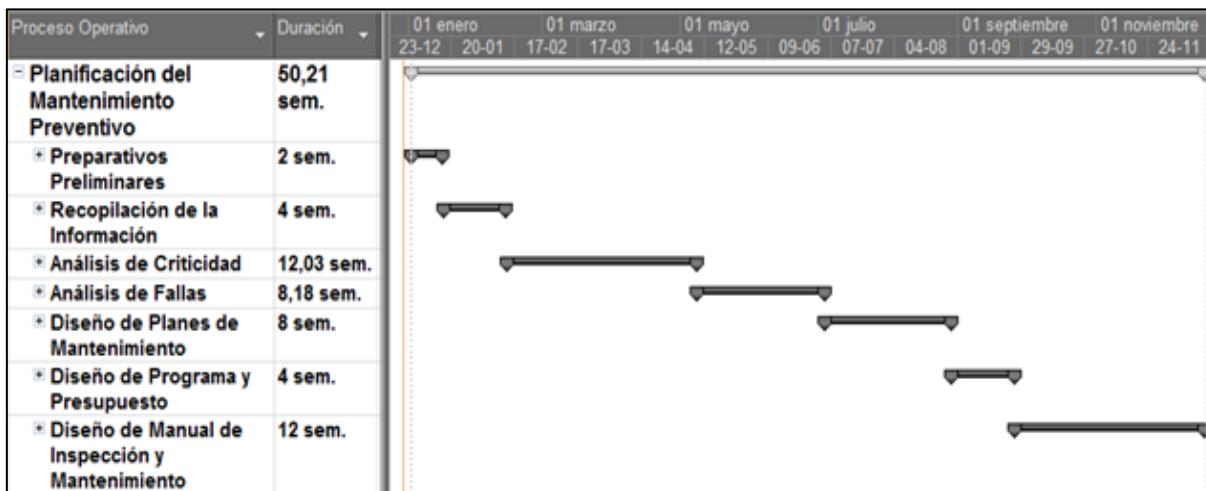 Proceso Operativo Duración 01 enero 01 marzo 01 mayo 01 julio 01 septiembre 01 noviembre
23-12 20-01 17-02 17-03 14-04 12-05 09-06 07-07 04-08 01-09 29-09 27-10 24-11
Planificación del 50,21
Mantenimiento sem.
Preventivo
Preparativos 2 sem.
Preliminares
Recopilación de la 4 sem.
Información
Análisis de Criticidad 12,03 sem.
Análisis de Fallas 8,18 sem.
Diseño de Planes de 8 sem.
Mantenimiento
Diseño de Programa y 4 sem.
Presupuesto
Diseño de Manual de 12 sem.
Inspección y
Mantenimiento